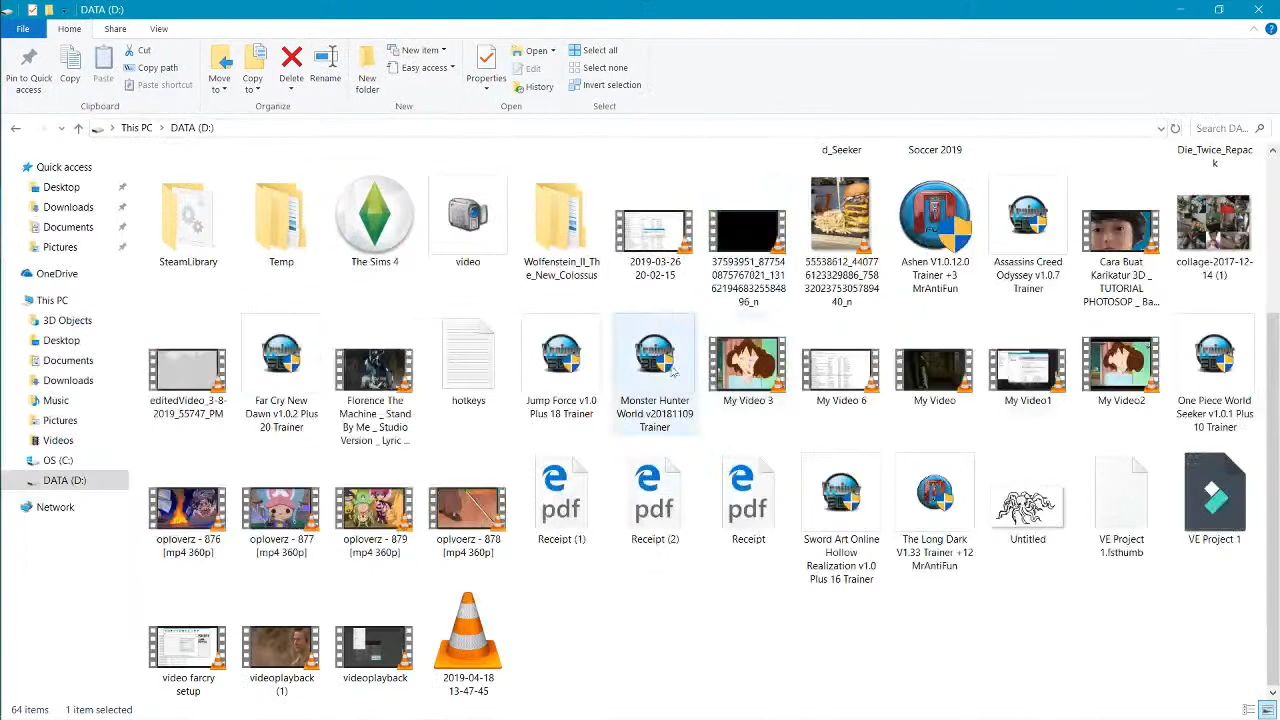 DATA (D:)
File
Home
Share
View
Pin to Quick
access
Copy
Paste
Cut
Copy path
Paste shortcut
Move
to
Copy
to
Delete
Rename
New
folder
New item
Easy access
Properties
Open
Edit
History
Select all
Select none
Invert selection
Clipboard
Organize
New
Open
Select
This PC
DATA (D:)
Search DA...
Quick access
Desktop
Downloads
Documents
Pictures
OneDrive
This PC
3D Objects
Desktop
Documents
Downloads
Music
Pictures
Videos
OS (C:)
DATA (D:)
Network
d_Seeker
Soccer 2019
Die_Twice_Repac
k
SteamLibrary
Temp
The Sims 4
video
Wolfenstein_II_Th
e_New_Colossus
2019-03-26
20-02-15
37593951_87754
0875767021_131
62194683255848
96_n
55538612_44077
6123329886_758
32023753057894
40_n
Ashen V1.0.12.0
Trainer +3
MrAntiFun
Assassins Creed
Odyssey v1.0.7
Trainer
Cara Buat
Karikatur 3D _
TUTORIAL
PHOTOSOP _ Ba...
collage-2017-12-
14 (1)
editedVideo_3-8-
2019_55747_PM
Far Cry New
Dawn v1.0.2 Plus
20 Trainer
Florence The
Machine _ Stand
By Me _ Studio
Version _ Lyric ...
hotkeys
Jump Force v1.0
Plus 18 Trainer
Monster Hunter
World v20181109
Trainer
My Video 3
My Video 6
My Video
My Video1
My Video2
One Piece World
Seeker v1.0.1 Plus
10 Trainer
oploverz - 876
[mp4 360p]
oploverz - 877
[mp4 360p]
oploverz - 879
[mp4 360p]
oplvoerz - 878
[mp4 360p]
pdf
Receipt (1)
pdf
Receipt (2)
pdf
Receipt
Sword Art Online
Hollow
Realization v1.0
Plus 16 Trainer
The Long Dark
V1.33 Trainer +12
MrAntiFun
Untitled
VE Project
1.fsthumb
VE Project 1
video farcry
setup
videoplayback
(1)
videoplayback
2019-04-18
13-47-45
64 items
1 item selected